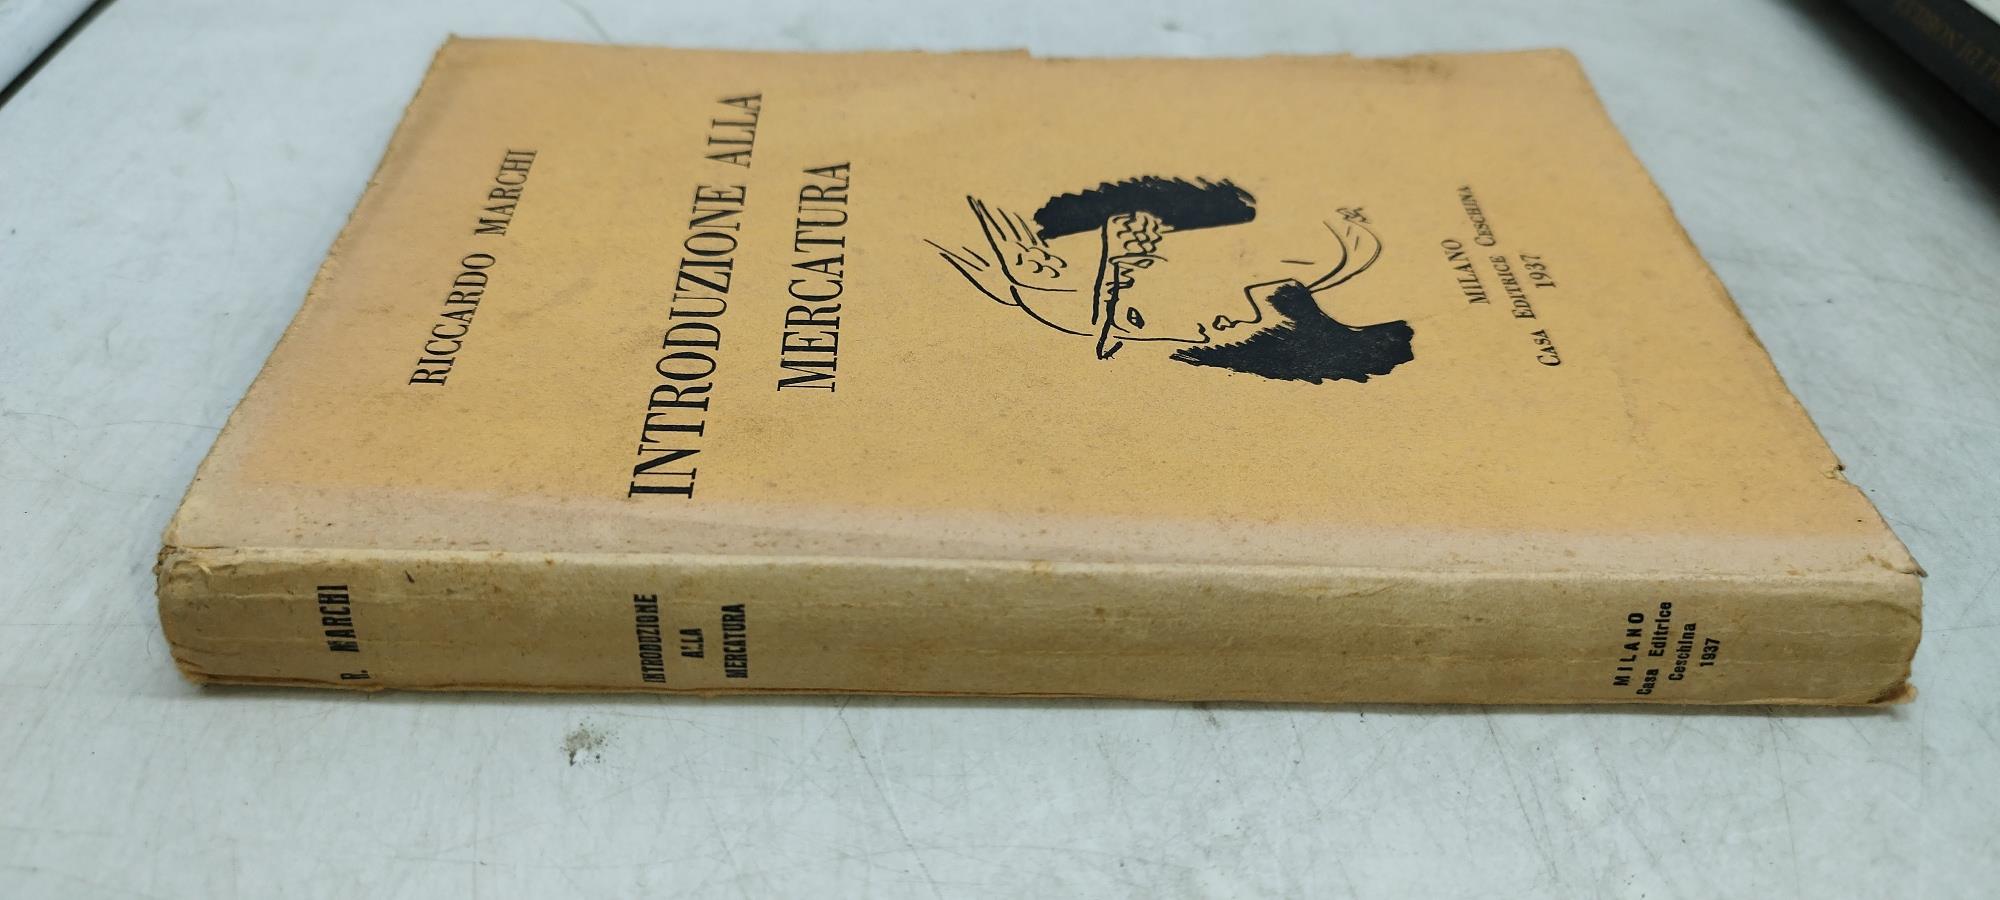 RICCARDO MARCHI
INTRODUZIONE ALLA
MERCATURA
MILANO
CASA EDITRICE CESCHINA
1937
R. MARCHI
INTRODUZIONE
ALLA
MERCATURA
MILANO
Casa Editrice
Ceschina
1937